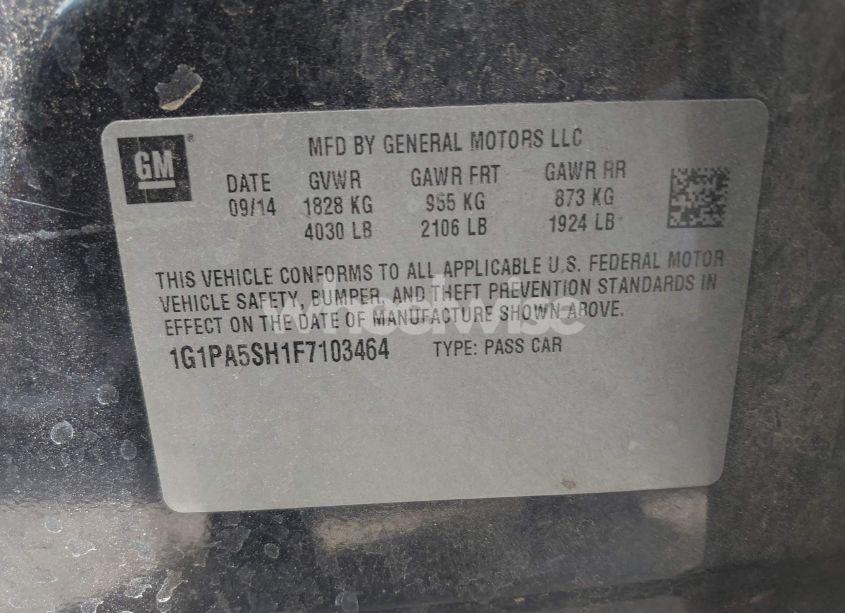 GM
MFD BY GENERAL MOTORS LLC
DATE GVWR GAWR FRT GAWR RR
09/14 1828 KG 955 KG 873 KG
4030 LB 2106 LB 1924 LB
THIS VEHICLE CONFORMS TO ALL APPLICABLE U.S. FEDERAL MOTOR
VEHICLE SAFETY, BUMPER, AND THEFT PREVENTION STANDARDS IN
EFFECT ON THE DATE OF MANUFACTURE SHOWN ABOVE.
wheelwise
1G1PA5SH1F7103464 TYPE: PASS CAR